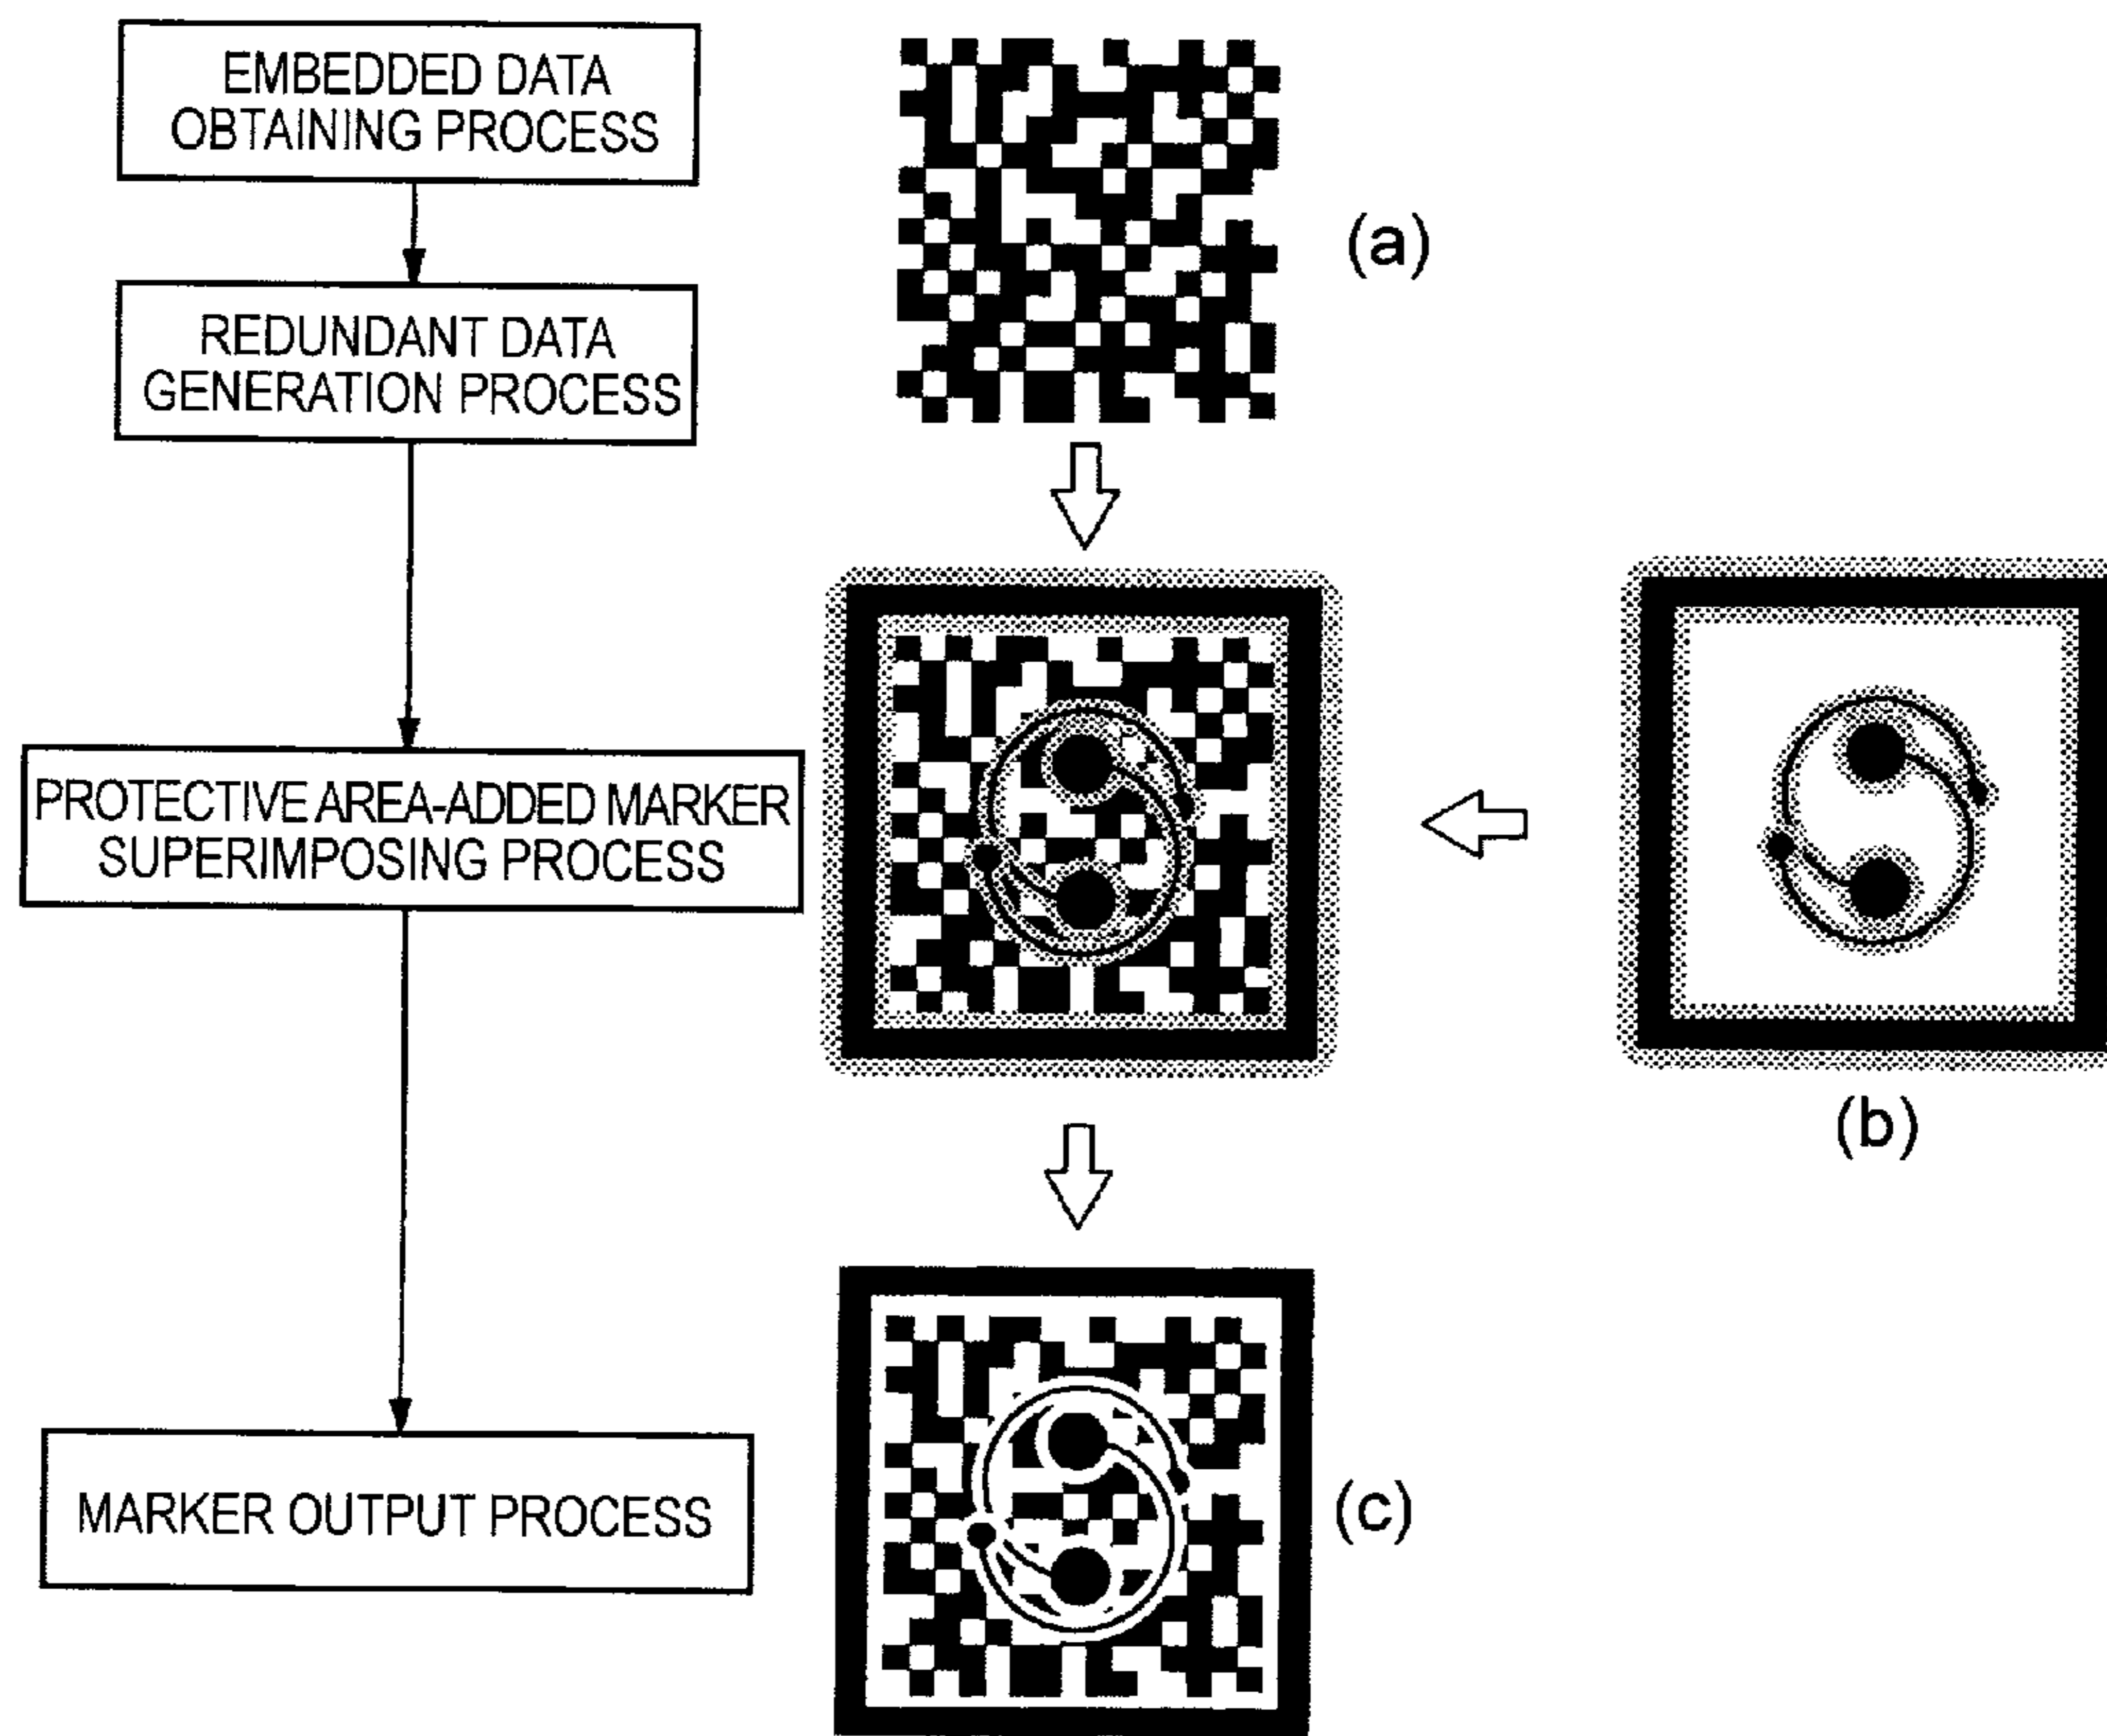 EMBEDDED DATA
OBTAINING PROCESS
(a)
REDUNDANT DATA
GENERATION PROCESS
PROTECTIVE AREA-ADDED MARKER
SUPERIMPOSING PROCESS
(b)
MARKER OUTPUT PROCESS
(c)